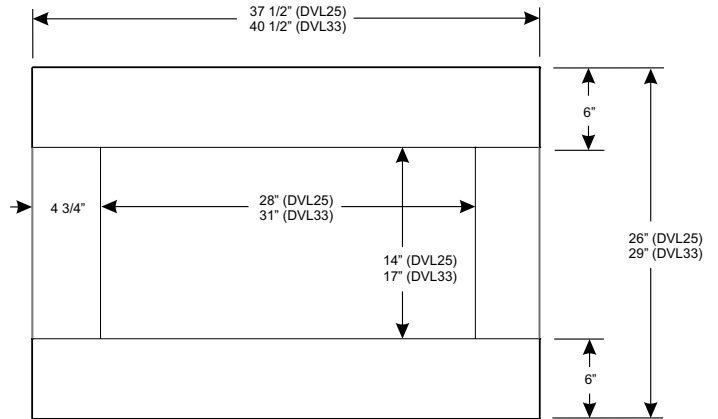 37 1/2” (DVL25)
40 1/2” (DVL33)
6”
4 3/4”
28” (DVL25)
31” (DVL33)
14” (DVL25)
17” (DVL33)
26” (DVL25)
29” (DVL33)
6”